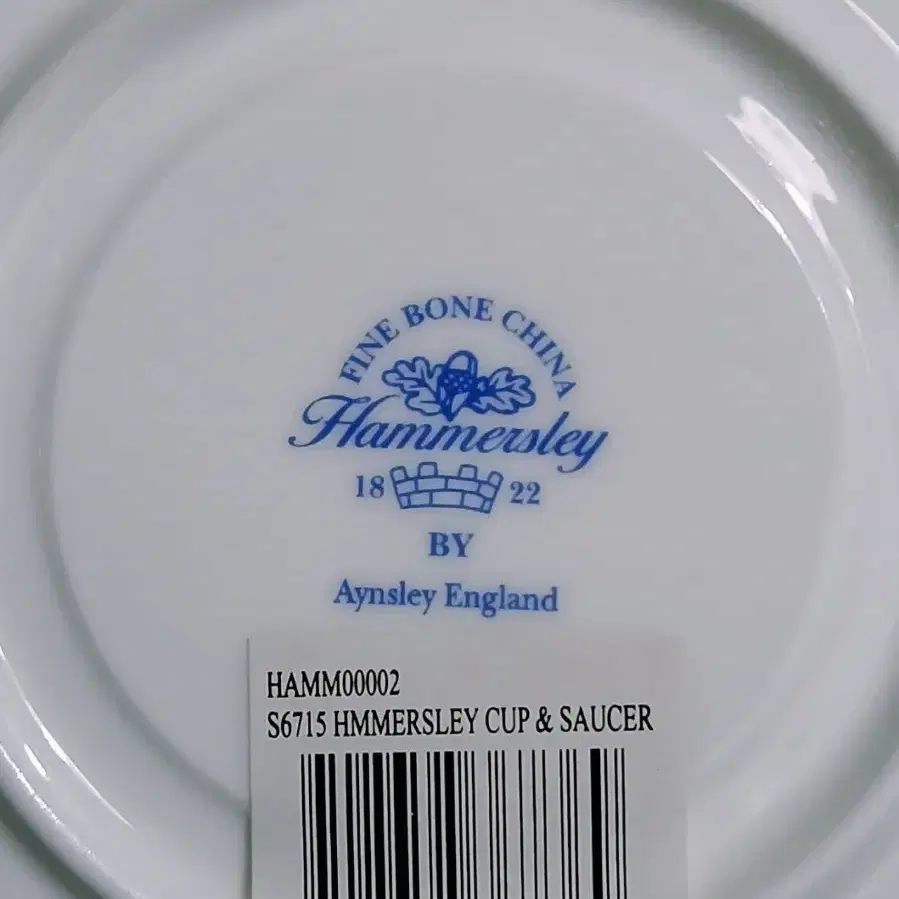 FINE BONE CHINA
Hammersley
18 22
BY
Aynsley England
HAMM00002
S6715 HMMERSLEY CUP & SAUCER